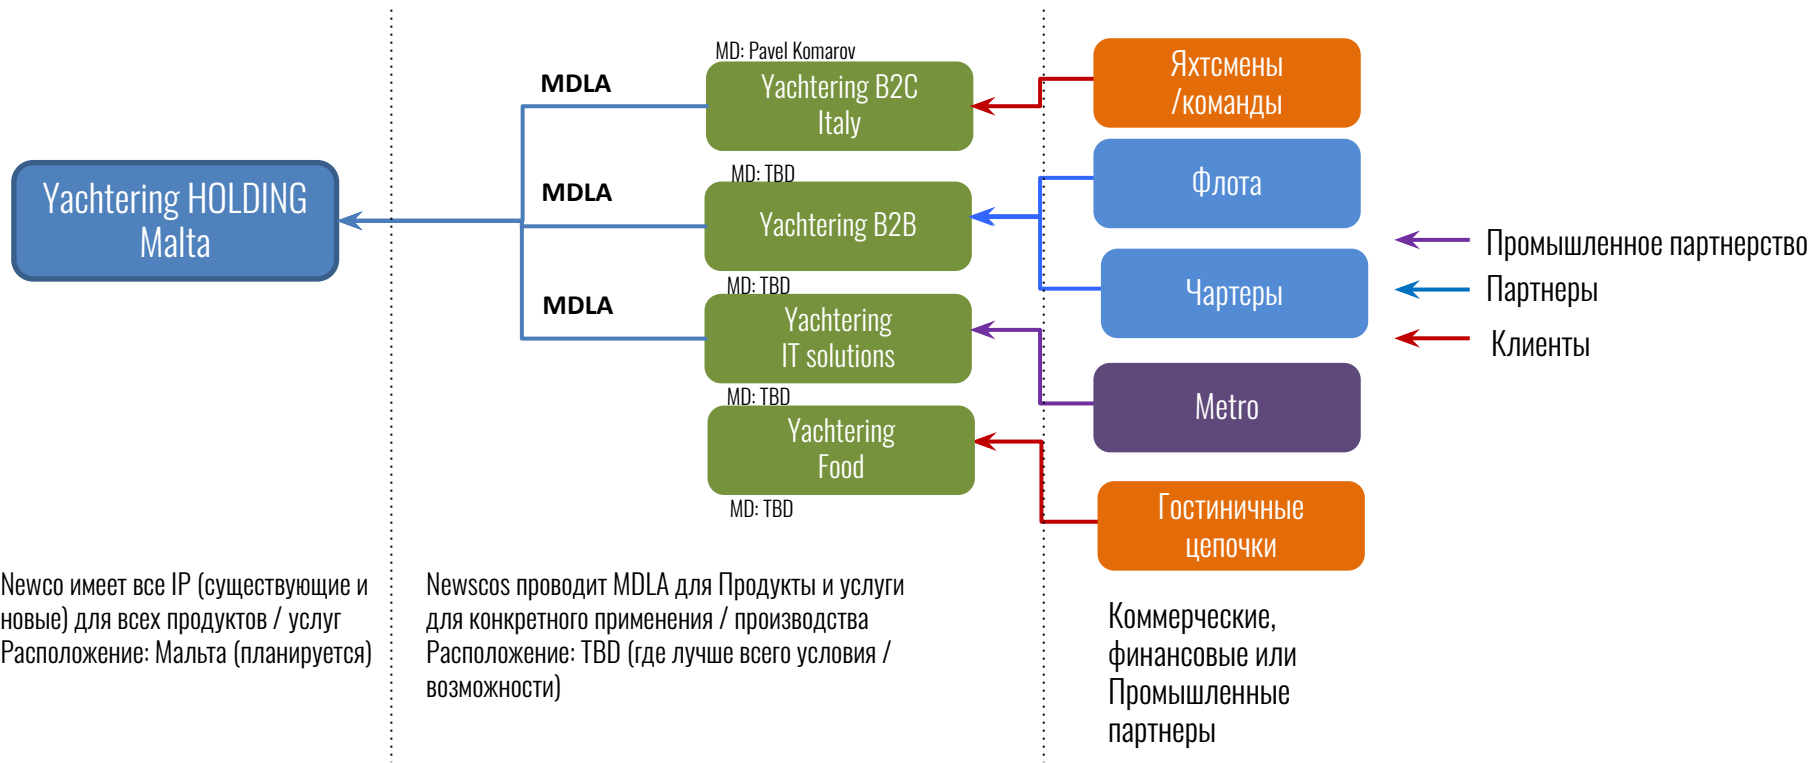 MD: Pavel Komarov
MDLA
Yachtering B2C
Italy
Яхтсмены
/команды
MD: TBD
MDLA
Yachtering B2B
Флота
Yachtering HOLDING
Malta
MD: TBD
MDLA
Yachtering
IT solutions
Чартеры
Промышленное партнерство
Партнеры
Клиенты
MD: TBD
Yachtering
Food
Metro
MD: TBD
Гостиничные
цепочки
Newco имеет все IP (существующие и
новые) для всех продуктов / услуг
Расположение: Мальта (планируется)
Newscos проводит MDLA для Продукты и услуги
для конкретного применения / производства
Расположение: TBD (где лучше всего условия /
возможности)
Коммерческие,
финансовые или
Промышленные
партнеры